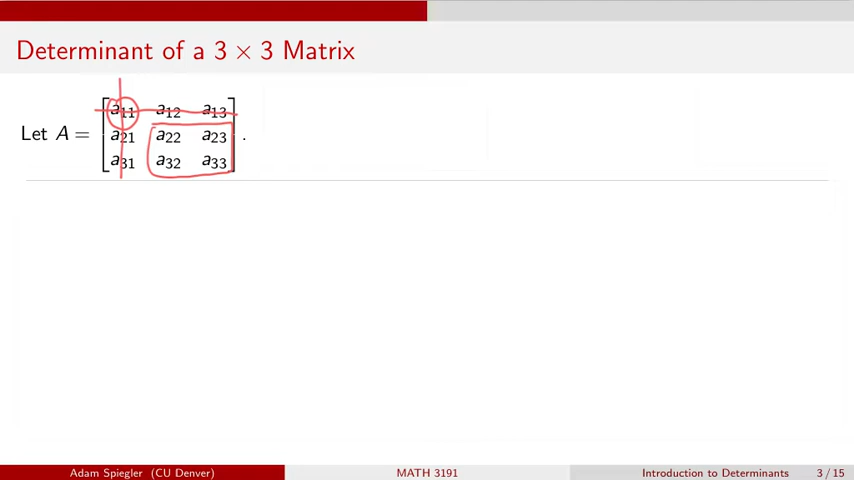 Determinant of a 3 × 3 Matrix
Let A = [ a11 a12 a13
a21 a22 a23
a31 a32 a33 ] .
Adam Spiegler (CU Denver) MATH 3191 Introduction to Determinants 3 / 15